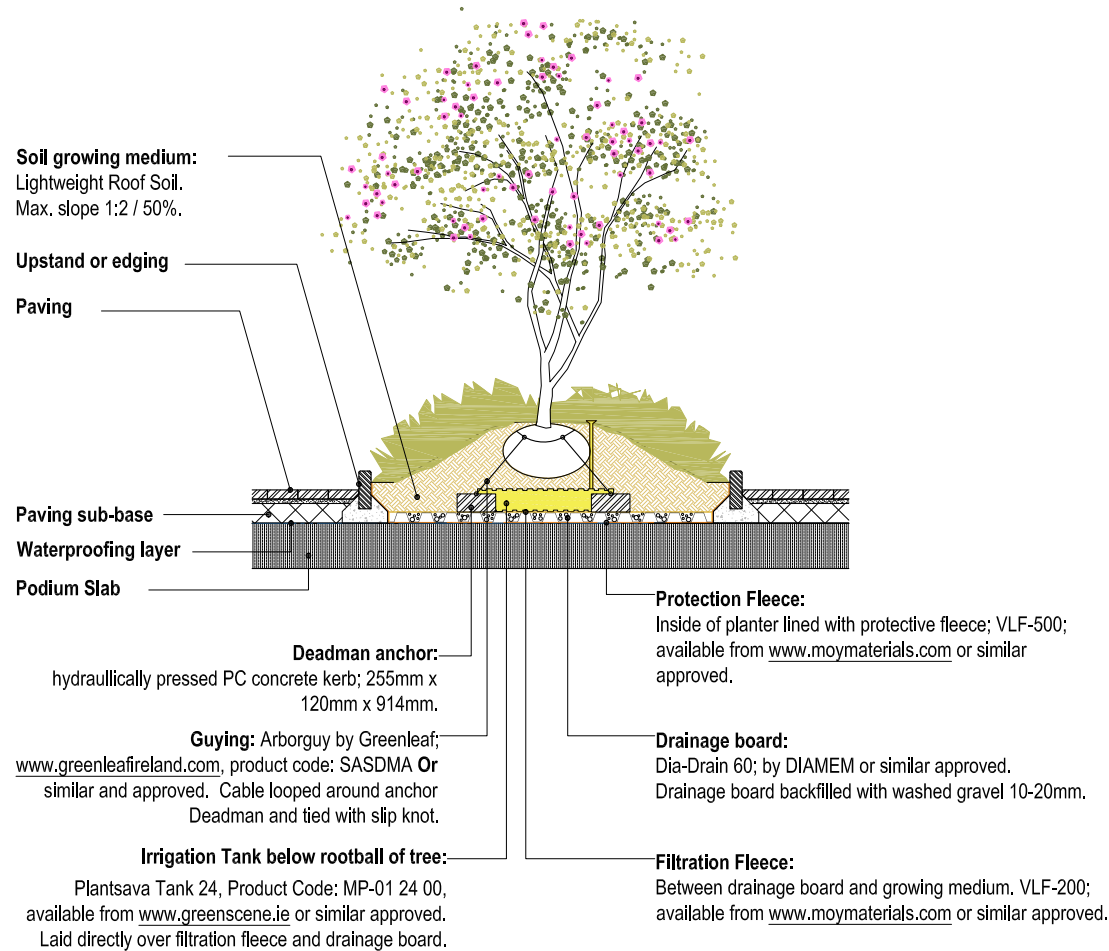 Soil growing medium:
Lightweight Roof Soil.
Max. slope 1:2 / 50%.
Upstand or edging
Paving
Paving sub-base
Waterproofing layer
Podium Slab
Deadman anchor:
hydraullically pressed PC concrete kerb; 255mm x
120mm x 914mm.
Guying: Arborguy by Greenleaf;
www.greenleafireland.com, product code: SASDMA Or
similar and approved. Cable looped around anchor
Deadman and tied with slip knot.
Irrigation Tank below rootball of tree:
Plantsava Tank 24, Product Code: MP-01 24 00,
available from www.greenscene.ie or similar approved.
Laid directly over filtration fleece and drainage board.
Protection Fleece:
Inside of planter lined with protective fleece; VLF-500;
available from www.moymaterials.com or similar
approved.
Drainage board:
Dia-Drain 60; by DIAMEM or similar approved.
Drainage board backfilled with washed gravel 10-20mm.
Filtration Fleece:
Between drainage board and growing medium. VLF-200;
available from www.moymaterials.com or similar approved.